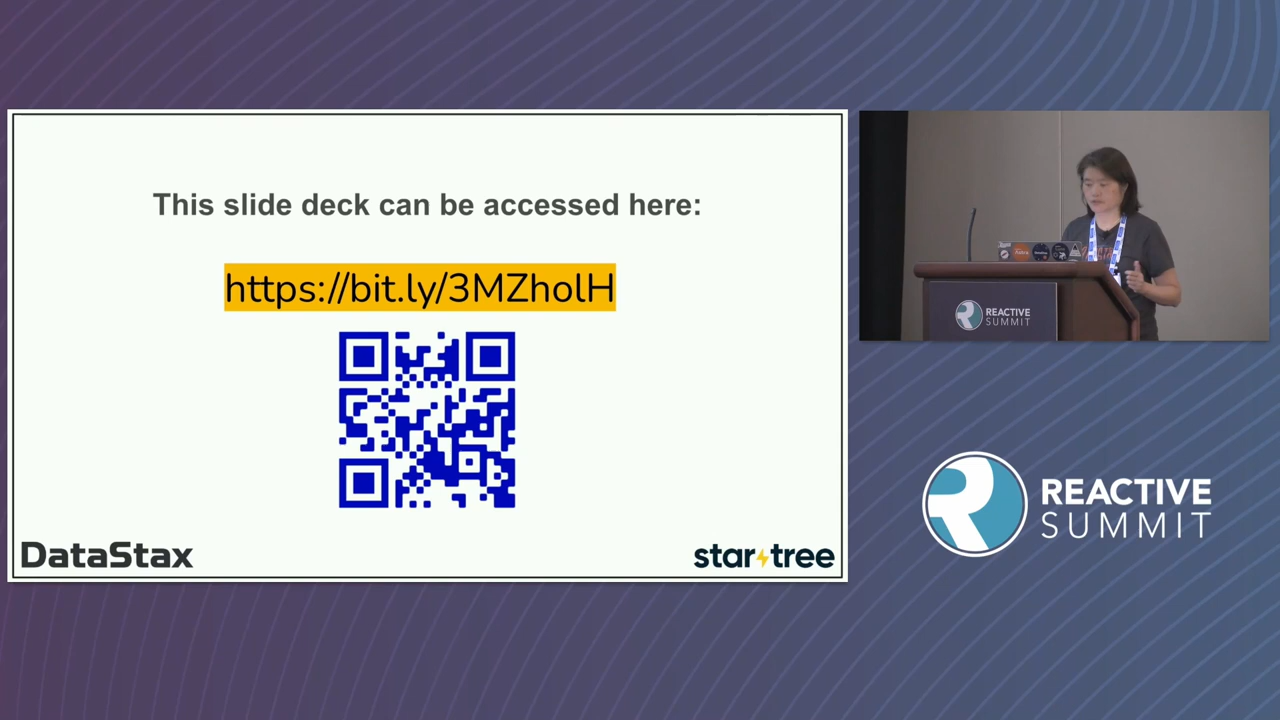 This slide deck can be accessed here:
https://bit.ly/3MZholH
DataStax
star tree
REACTIVE
SUMMIT
REACTIVE
SUMMIT